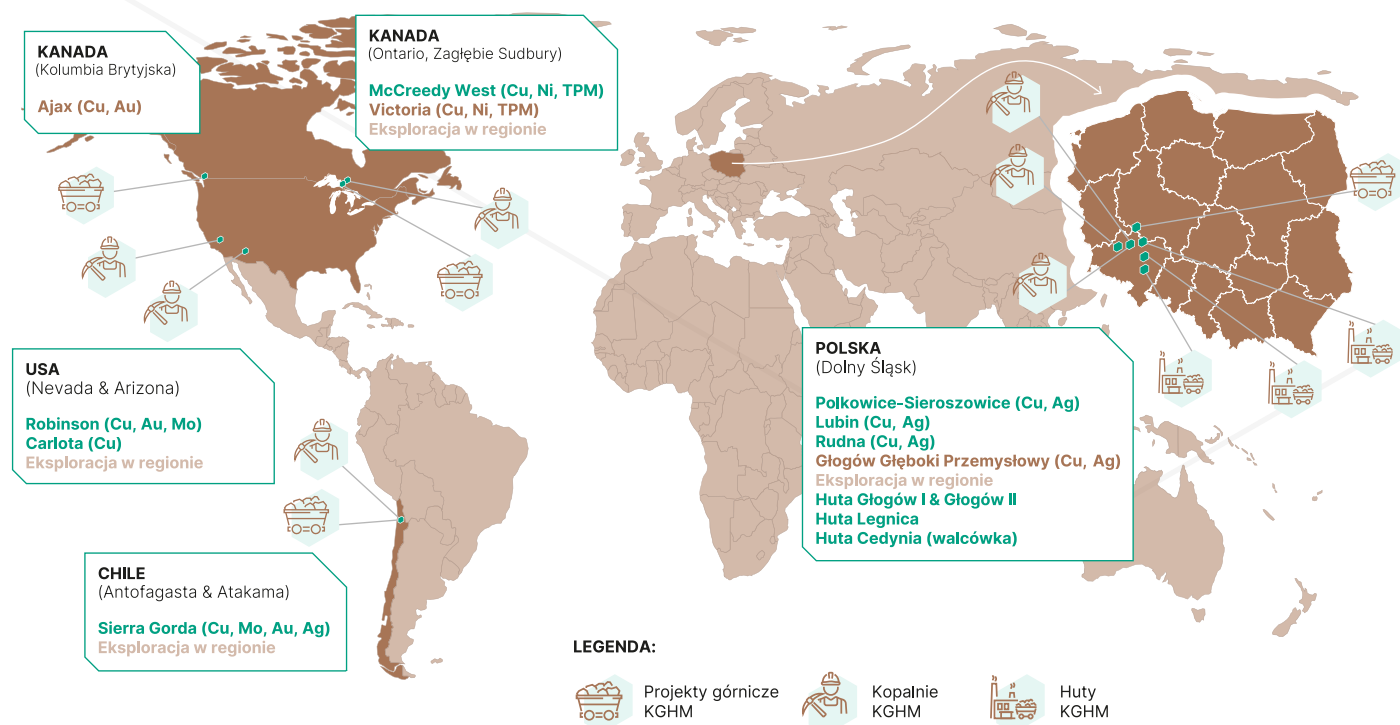 KANADA
(Kolumbia Brytyjska)
Ajax (Cu, Au)
KANADA
(Ontario, Zagłębie Sudbury)
McCreedy West (Cu, Ni, TPM)
Victoria (Cu, Ni, TPM)
Eksploracja w regionie
USA
(Nevada & Arizona)
Robinson (Cu, Au, Mo)
Carlota (Cu)
Eksploracja w regionie
CHILE
(Antofagasta & Atakama)
Sierra Gorda (Cu, Mo, Au, Ag)
Eksploracja w regionie
POLSKA
(Dolny Śląsk)
Polkowice-Sieroszowice (Cu, Ag)
Lubin (Cu, Ag)
Rudna (Cu, Ag)
Głogów Głęboki Przemysłowy (Cu, Ag)
Eksploracja w regionie
Huta Głogów I & Głogów II
Huta Legnica
Huta Cedynia (walcówka)
LEGENDA:
Projekty górnicze
KGHM
Kopalnie
KGHM
Huty
KGHM